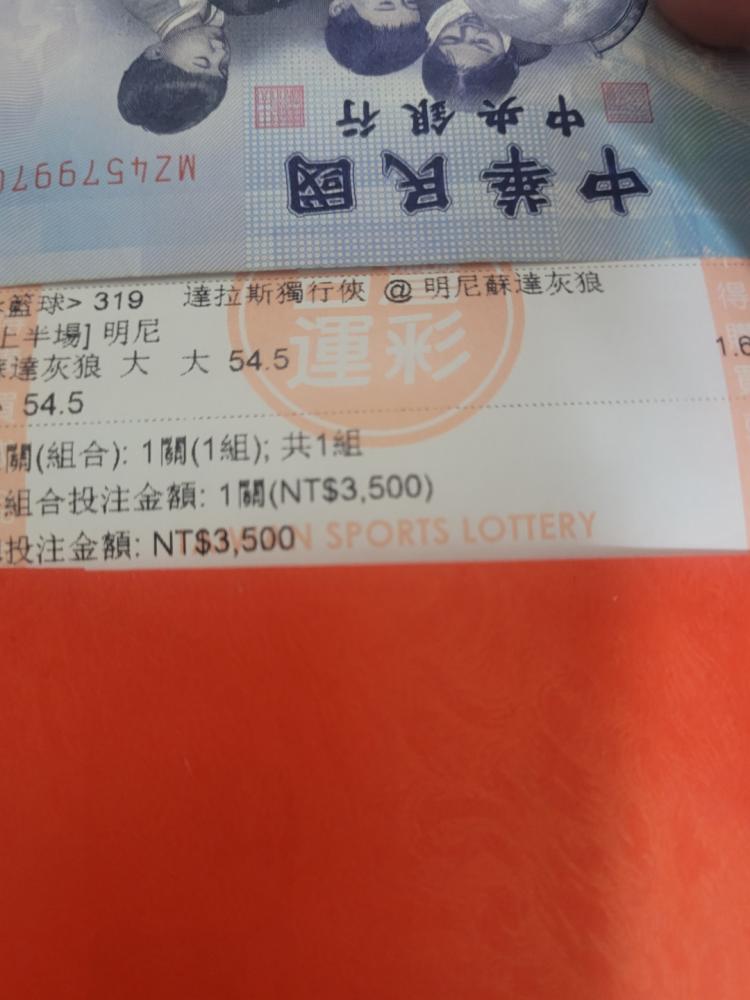 中央銀行
中華民國
MZ457997
籃球> 319 達拉斯獨行俠 @ 明尼蘇達灰狼
上半場] 明尼
蘇達灰狼 大 大 54.5
1.6
54.5
關(組合): 1關(1組); 共1組
組合投注金額: 1關(NT$3,500)
投注金額: NT$3,500
運彩
SPORTS LOTTERY